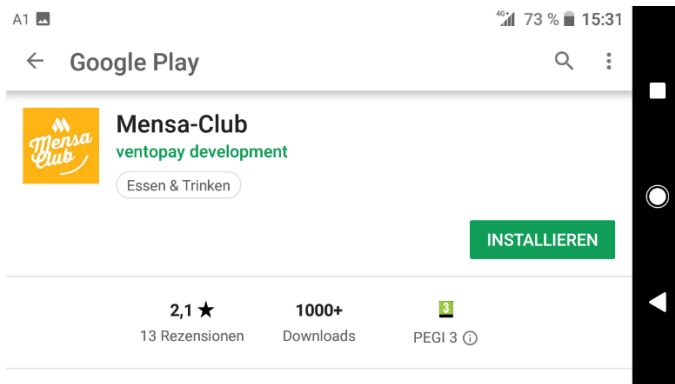 A1 4G+ 73 % 15:31
Google Play
Mensa Club
Mensa-Club
ventopay development
Essen & Trinken
INSTALLIEREN
2,1 ★ 1000+ 3
13 Rezensionen Downloads PEGI 3